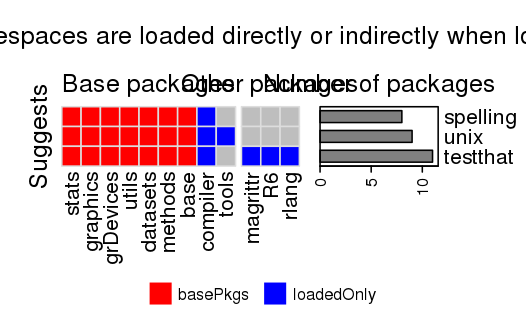 espaces are loaded directly or indirectly when lo
Base packages
Other packages
Number of packages
Suggests
spelling
unix
testthat
stats
graphics
grDevices
utils
datasets
methods
base
compiler
tools
magrittr
R6
rlang
0
5
10
basePkgs
loadedOnly